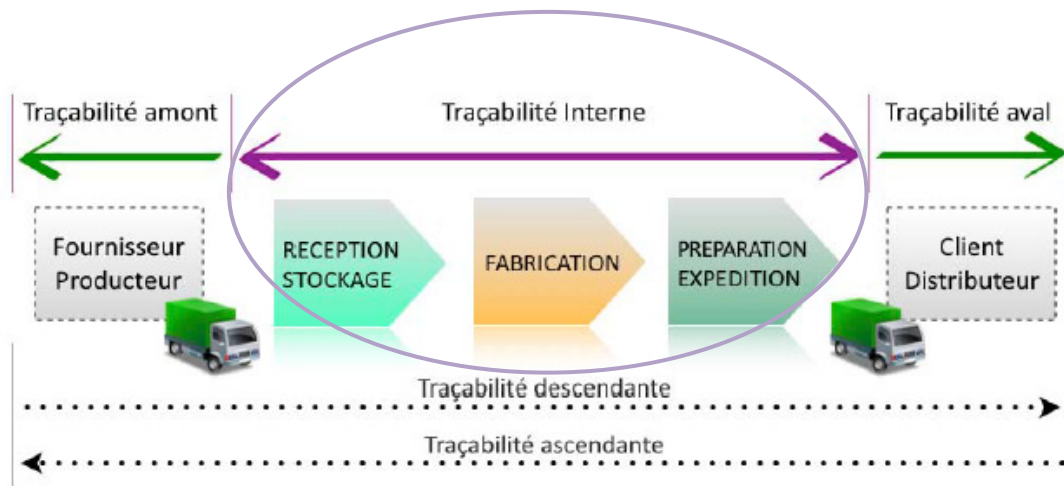 Traçabilité amont
Traçabilité Interne
Traçabilité aval
Fournisseur
Producteur
RECEPTION
STOCKAGE
FABRICATION
PREPARATION
EXPEDITION
Client
Distributeur
Traçabilité descendante
Traçabilité ascendante